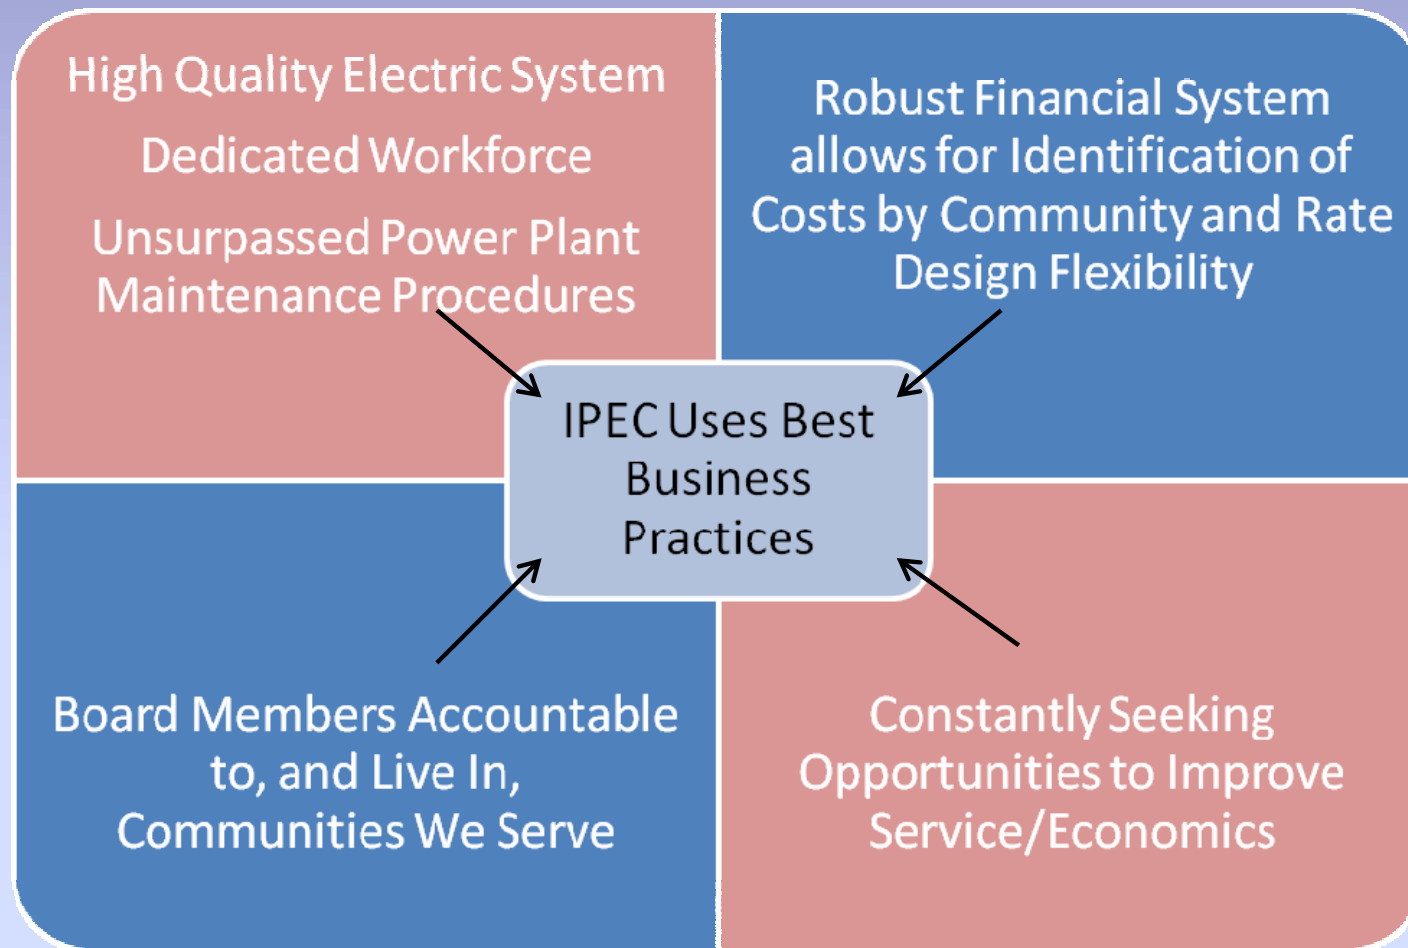 High Quality Electric System
Dedicated Workforce
Unsurpassed Power Plant
Maintenance Procedures
Robust Financial System
allows for Identification of
Costs by Community and Rate
Design Flexibility
IPEC Uses Best
Business
Practices
Board Members Accountable
to, and Live In,
Communities We Serve
Constantly Seeking
Opportunities to Improve
Service/Economics